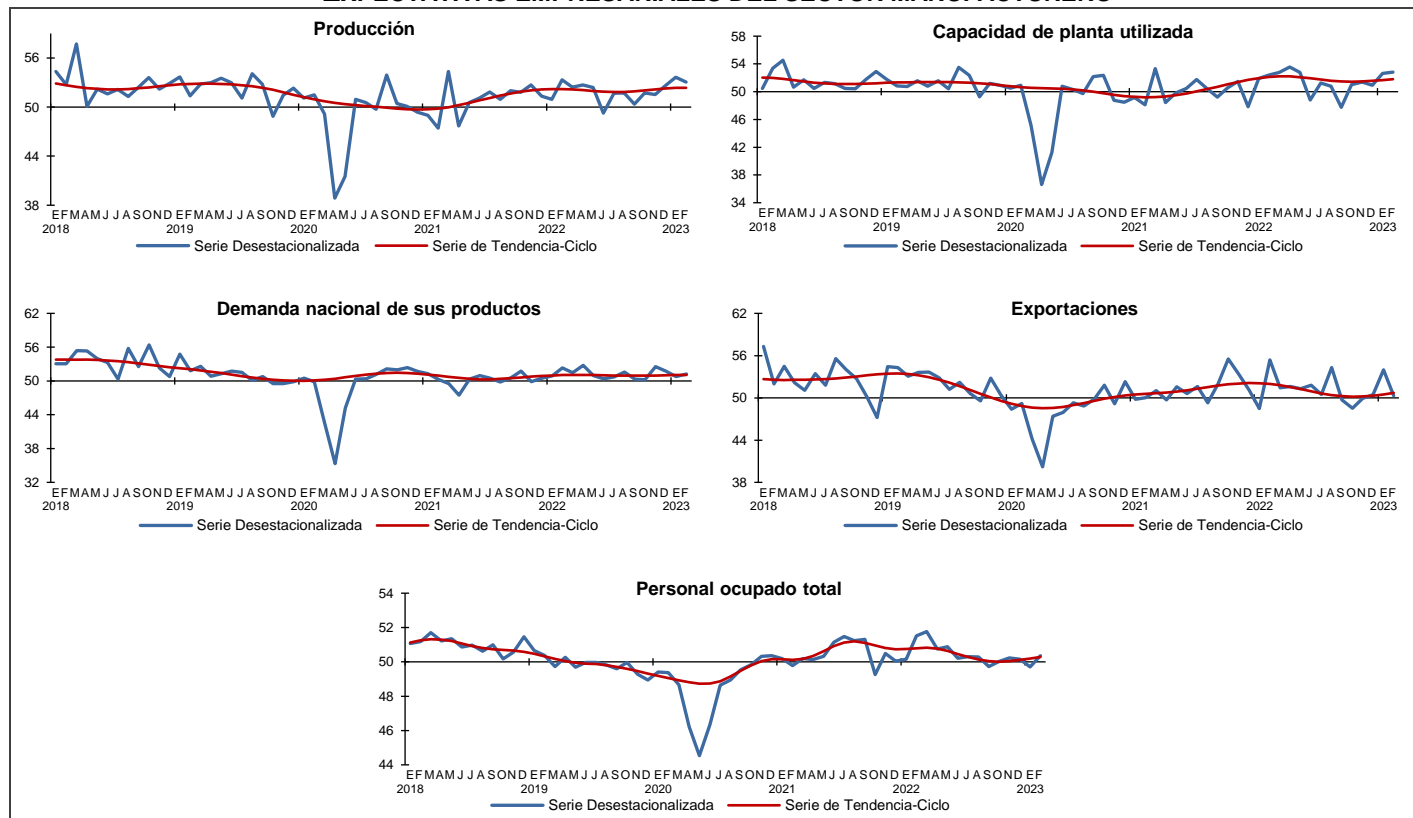 EXPECTATIVAS EMPRESARIALES DEL SECTOR MANUFACTURERO
Producción
56
50
44
38
E F M A M J J A S O N D E F M A M J J A S O N D E F M A M J J A S O N D E F M A M J J A S O N D E F M A M J J A S O N D E F
2018 2019 2020 2021 2022 2023
Serie Desestacionalizada Serie de Tendencia-Ciclo
Capacidad de planta utilizada
58
54
50
46
42
38
34
E F M A M J J A S O N D E F M A M J J A S O N D E F M A M J J A S O N D E F M A M J J A S O N D E F M A M J J A S O N D E F
2018 2019 2020 2021 2022 2023
Serie Desestacionalizada Serie de Tendencia-Ciclo
Demanda nacional de sus productos
62
56
50
44
38
32
E F M A M J J A S O N D E F M A M J J A S O N D E F M A M J J A S O N D E F M A M J J A S O N D E F M A M J J A S O N D E F
2018 2019 2020 2021 2022 2023
Serie Desestacionalizada Serie de Tendencia-Ciclo
Exportaciones
62
56
50
44
38
E F M A M J J A S O N D E F M A M J J A S O N D E F M A M J J A S O N D E F M A M J J A S O N D E F M A M J J A S O N D E F
2018 2019 2020 2021 2022 2023
Serie Desestacionalizada Serie de Tendencia-Ciclo
Personal ocupado total
54
52
50
48
46
44
E F M A M J J A S O N D E F M A M J J A S O N D E F M A M J J A S O N D E F M A M J J A S O N D E F M A M J J A S O N D E F
2018 2019 2020 2021 2022 2023
Serie Desestacionalizada Serie de Tendencia-Ciclo